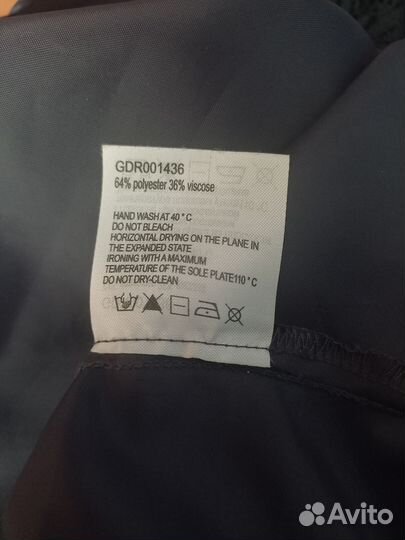 GDR001436
64% polyester 36% viscose
HAND WASH AT 40°C
DO NOT BLEACH
HORIZONTAL DRYING ON THE PLANE IN
THE EXPANDED STATE
IRONING WITH A MAXIMUM
TEMPERATURE OF THE SOLE PLATE110°C
DO NOT DRY-CLEAN
Avito